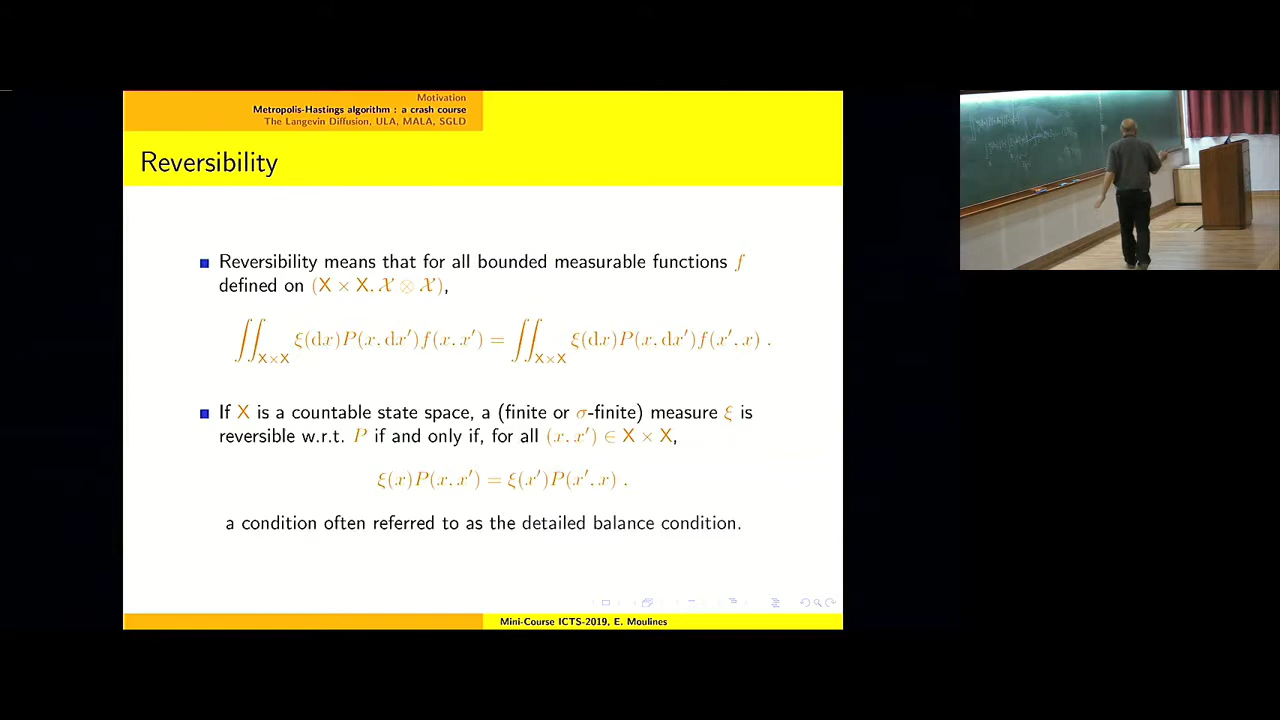 Motivation
Metropolis-Hastings algorithm : a crash course
The Langevin Diffusion, ULA, MALA, SGLD
Reversibility
Reversibility means that for all bounded measurable functions f
defined on (X × X, 𝒳 ⊗ 𝒳),
∬_{X×X} ξ(dx)P(x, dx′)f(x, x′) = ∬_{X×X} ξ(dx)P(x, dx′)f(x′, x) .
If X is a countable state space, a (finite or σ-finite) measure ξ is
reversible w.r.t. P if and only if, for all (x, x′) ∈ X × X,
ξ(x)P(x, x′) = ξ(x′)P(x′, x) .
a condition often referred to as the detailed balance condition.
Mini-Course ICTS-2019, E. Moulines